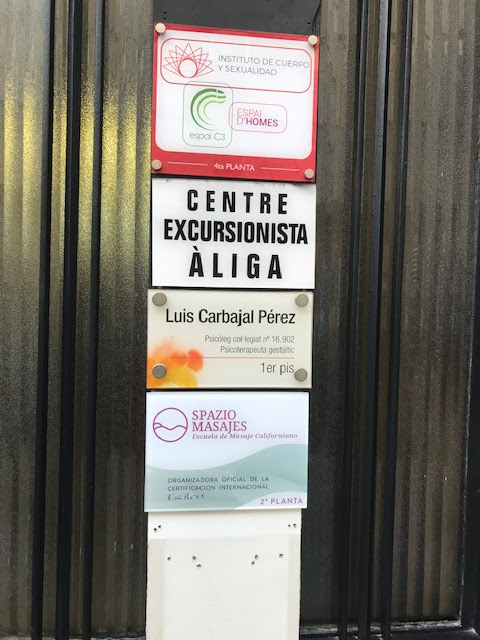 INSTITUTO DE CUERPO
Y SEXUALIDAD
espai C3
ESPAI
D'HOMES
4ta PLANTA
CENTRE
EXCURSIONISTA
ÀLIGA
Luis Carbajal Pérez
Psicòleg col·legiat nº 16.902
Psicoterapeuta gestàltic
1er pis
SPAZIO
MASAJES
Escuela de Masaje Californiano
ORGANIZADORA OFICIAL DE LA
CERTIFICACIÓN INTERNACIONAL
Esalen
2ª PLANTA